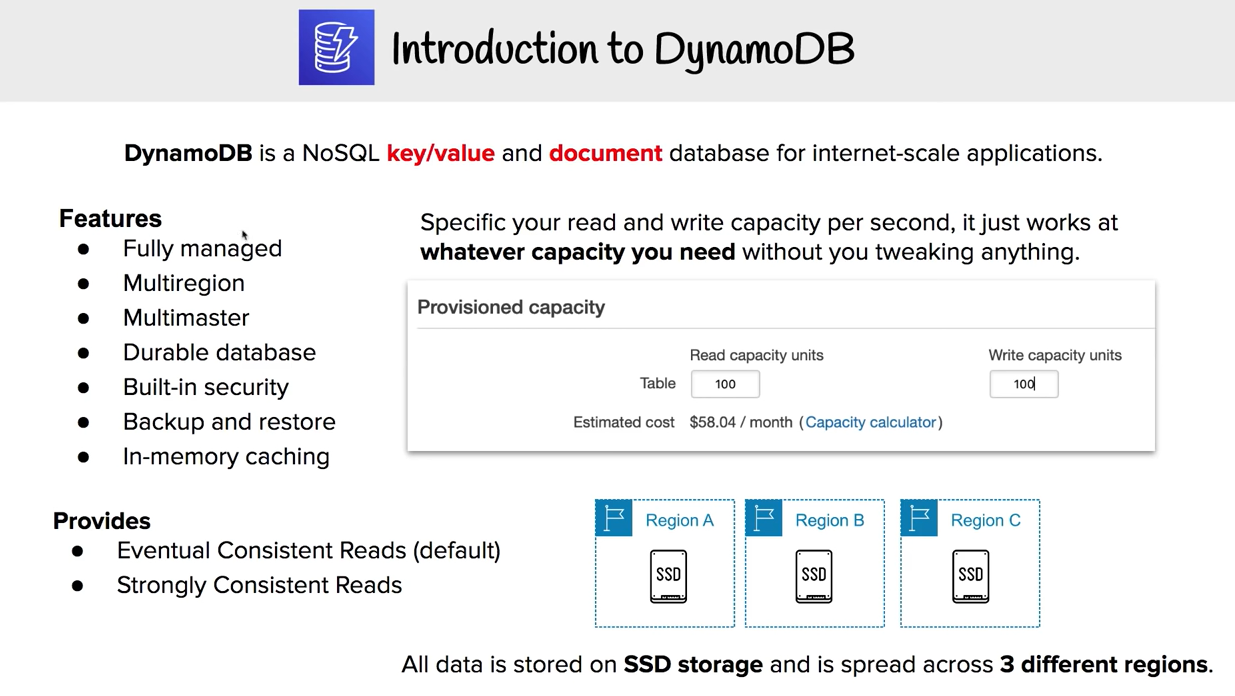 Introduction to DynamoDB
DynamoDB is a NoSQL key/value and document database for internet-scale applications.
Features
● Fully managed
● Multiregion
● Multimaster
● Durable database
● Built-in security
● Backup and restore
● In-memory caching
Specific your read and write capacity per second, it just works at
whatever capacity you need without you tweaking anything.
Provisioned capacity
Read capacity units Write capacity units
Table 100 100
Estimated cost $58.04 / month (Capacity calculator)
Provides
● Eventual Consistent Reads (default)
● Strongly Consistent Reads
Region A Region B Region C
SSD SSD SSD
All data is stored on SSD storage and is spread across 3 different regions.